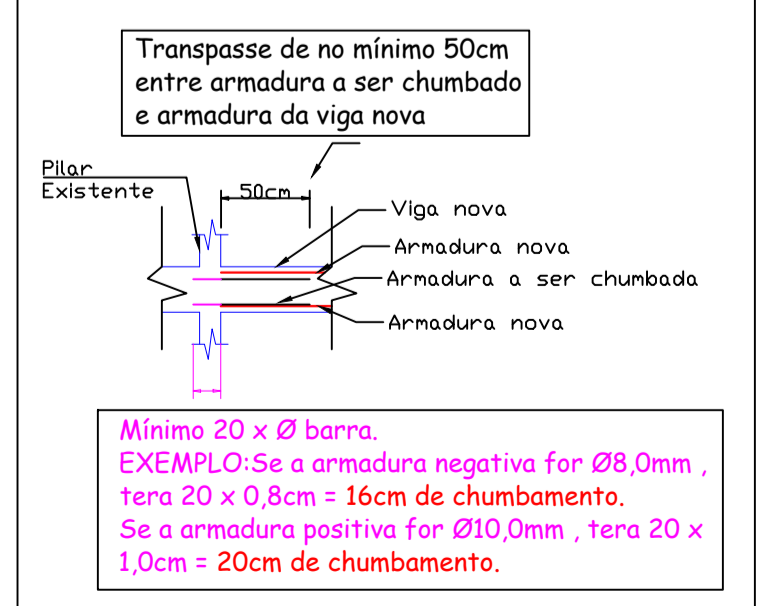 Transpasse de no mínimo 50cm
entre armadura a ser chumbado
e armadura da viga nova
Pilar
Existente
50cm
Viga nova
Armadura nova
Armadura a ser chumbada
Armadura nova
Mínimo 20 x Ø barra.
EXEMPLO:Se a armadura negativa for Ø8,0mm ,
tera 20 x 0,8cm = 16cm de chumbamento.
Se a armadura positiva for Ø10,0mm , tera 20 x
1,0cm = 20cm de chumbamento.